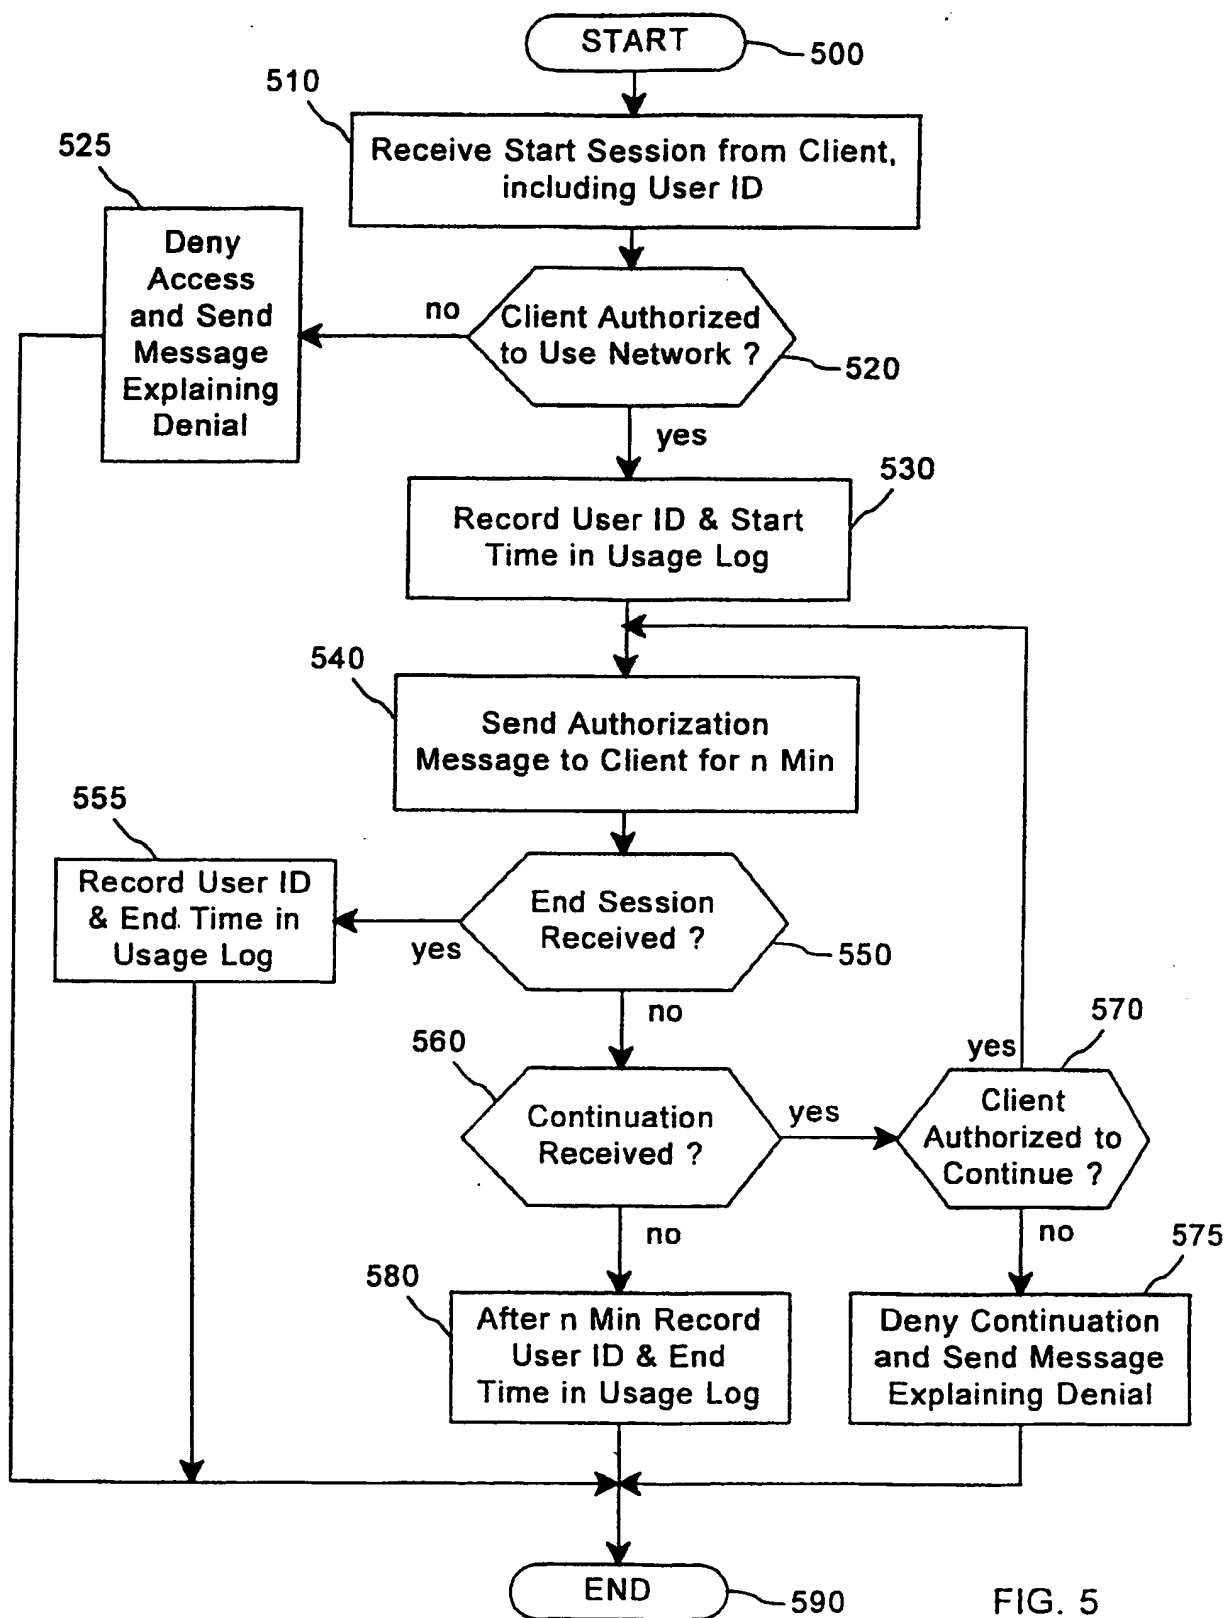 START
500
510
Receive Start Session from Client,
including User ID
525
Deny
Access
and Send
Message
Explaining
Denial
no
Client Authorized
to Use Network ?
520
yes
530
Record User ID & Start
Time in Usage Log
540
Send Authorization
Message to Client for n Min
555
Record User ID
& End Time in
Usage Log
yes
End Session
Received ?
550
no
560
Continuation
Received ?
yes
yes
570
Client
Authorized to
Continue ?
no
no
575
580
After n Min Record
User ID & End
Time in Usage Log
Deny Continuation
and Send Message
Explaining Denial
END
590
FIG. 5